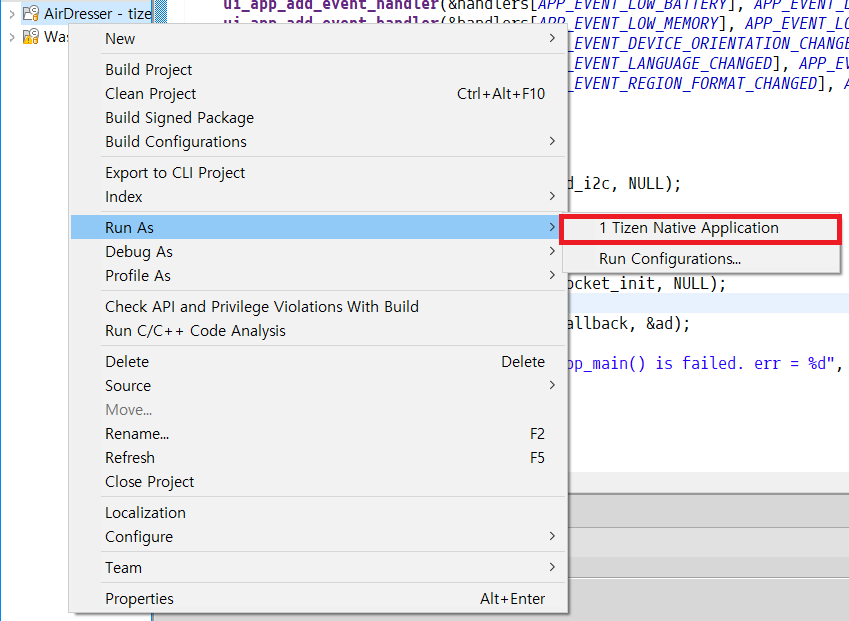 AirDresser - tize
ui_app_add_event_handler(&handlers[APP_EVENT_LOW_BATTERY], APP_EVENT_L
ui_app_add_event_handler(&handlers[APP_EVENT_LOW_MEMORY], APP_EVENT_LO
_EVENT_DEVICE_ORIENTATION_CHANGE
_EVENT_LANGUAGE_CHANGED], APP_EV
_EVENT_REGION_FORMAT_CHANGED], A
d_i2c, NULL);
ocket_init, NULL);
allback, &ad);
pp_main() is failed. err = %d",
Was
New
Build Project
Clean Project Ctrl+Alt+F10
Build Signed Package
Build Configurations
Export to CLI Project
Index
Run As
1 Tizen Native Application
Run Configurations...
Debug As
Profile As
Check API and Privilege Violations With Build
Run C/C++ Code Analysis
Delete Delete
Source
Move...
Rename... F2
Refresh F5
Close Project
Localization
Configure
Team
Properties Alt+Enter